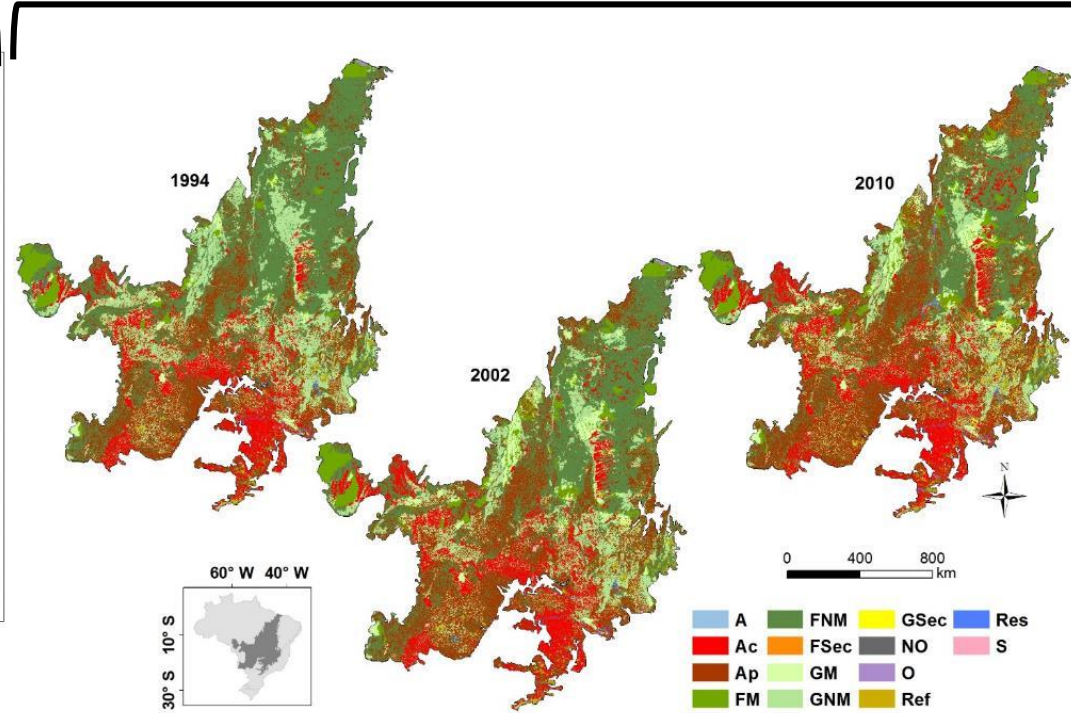 1994
2002
2010
N
0 400 800
km
60° W 40° W
10° S
30° S
A FNM GSec Res
Ac FSec NO S
Ap GM O
FM GNM Ref